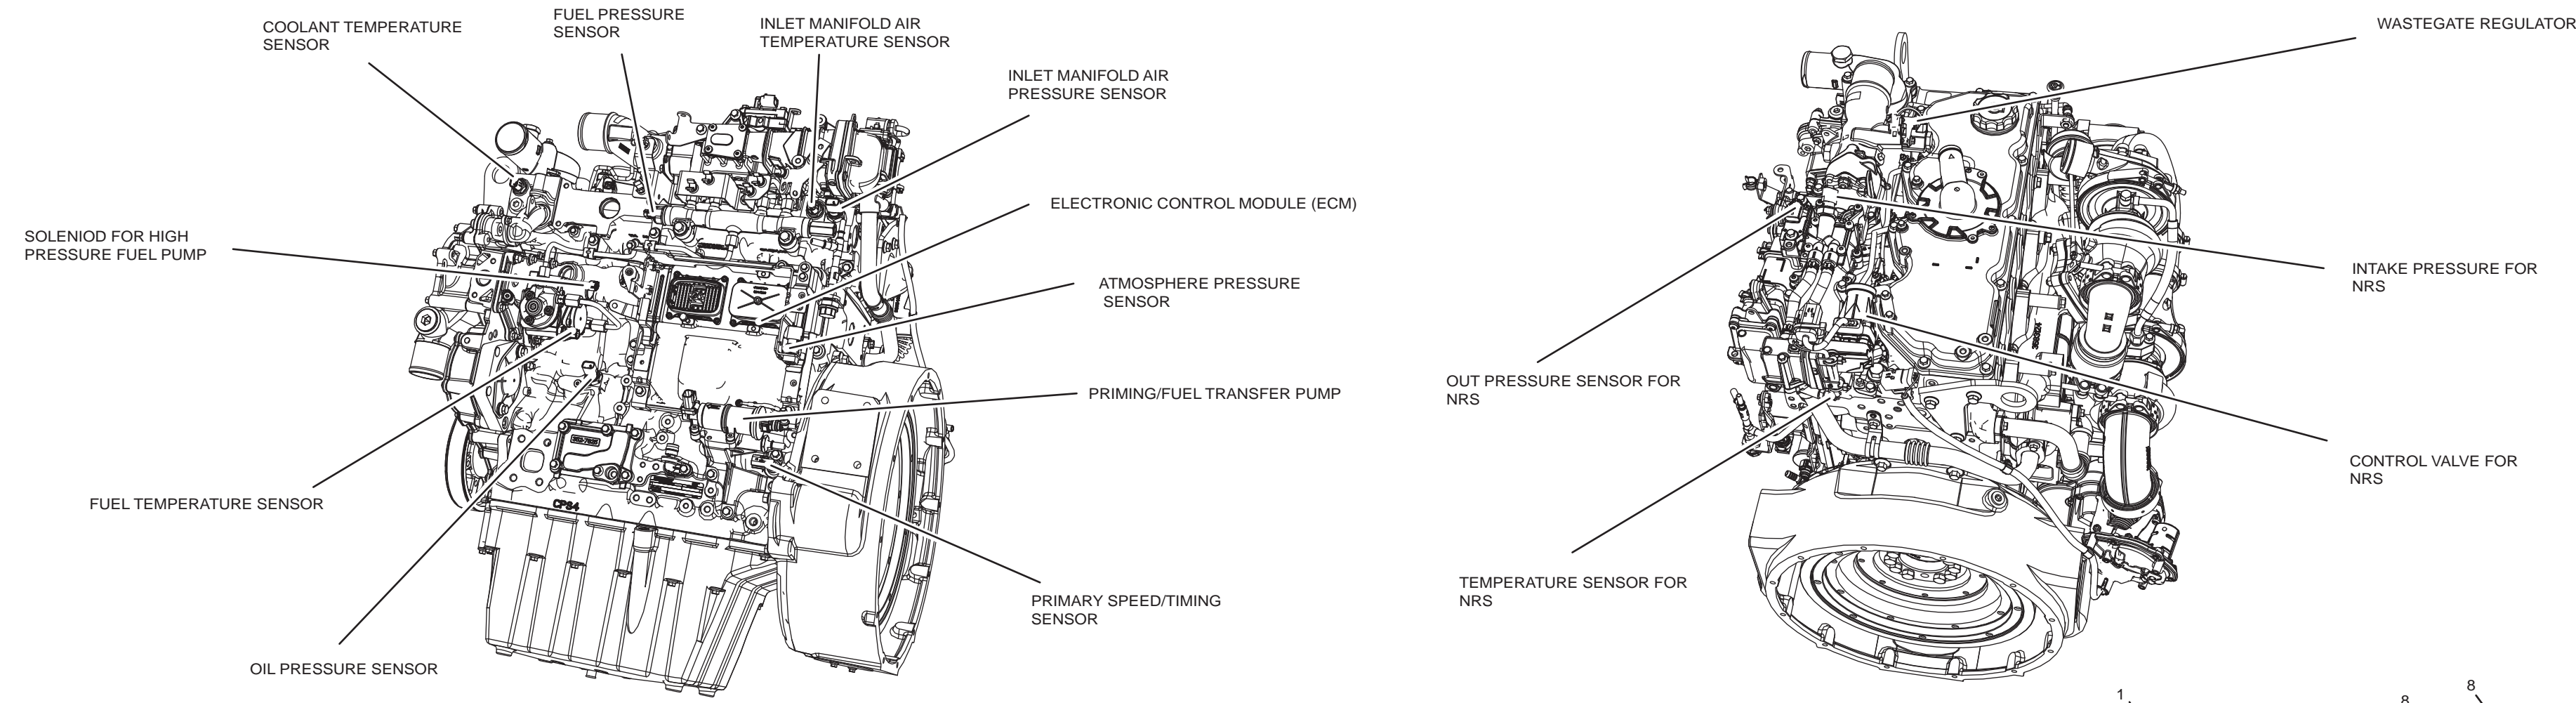 COOLANT TEMPERATURE
SENSOR
FUEL PRESSURE
SENSOR
INLET MANIFOLD AIR
TEMPERATURE SENSOR
INLET MANIFOLD AIR
PRESSURE SENSOR
ELECTRONIC CONTROL MODULE (ECM)
SOLENIOD FOR HIGH
PRESSURE FUEL PUMP
ATMOSPHERE PRESSURE
SENSOR
PRIMING/FUEL TRANSFER PUMP
FUEL TEMPERATURE SENSOR
CPS4
PRIMARY SPEED/TIMING
SENSOR
OIL PRESSURE SENSOR
WASTEGATE REGULATOR
INTAKE PRESSURE FOR
NRS
OUT PRESSURE SENSOR FOR
NRS
CONTROL VALVE FOR
NRS
TEMPERATURE SENSOR FOR
NRS
1
8
8